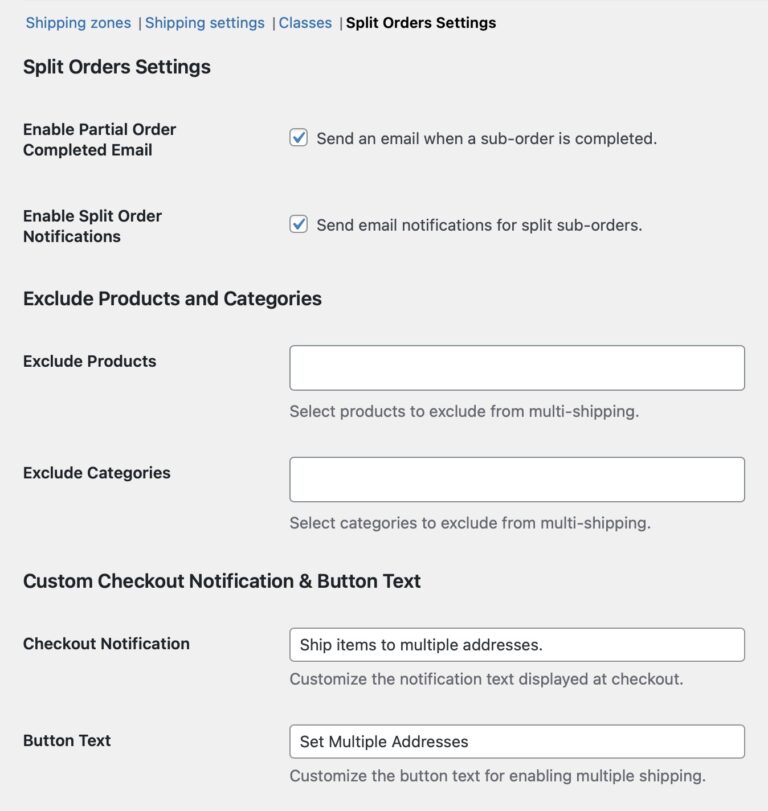 Shipping zones | Shipping settings | Classes | Split Orders Settings
Split Orders Settings
Enable Partial Order
Completed Email
Send an email when a sub-order is completed.
Enable Split Order
Notifications
Send email notifications for split sub-orders.
Exclude Products and Categories
Exclude Products
Select products to exclude from multi-shipping.
Exclude Categories
Select categories to exclude from multi-shipping.
Custom Checkout Notification & Button Text
Checkout Notification
Ship items to multiple addresses.
Customize the notification text displayed at checkout.
Button Text
Set Multiple Addresses
Customize the button text for enabling multiple shipping.